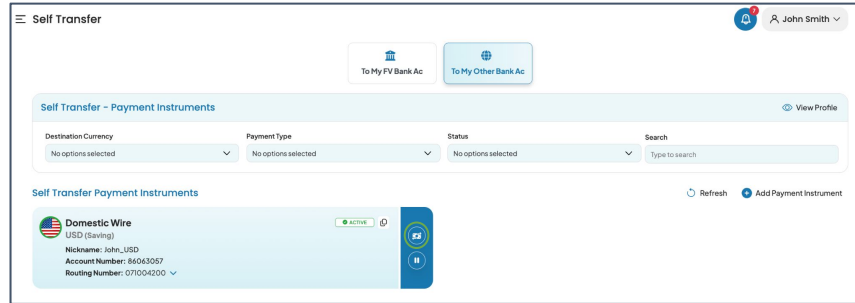 Self Transfer
7
John Smith
To My FV Bank Ac
To My Other Bank Ac
Self Transfer - Payment Instruments
View Profile
Destination Currency
Payment Type
Status
Search
No options selected
No options selected
No options selected
Type to search
Self Transfer Payment Instruments
Refresh
Add Payment Instrument
Domestic Wire
ACTIVE
USD (Saving)
Nickname: John_USD
Account Number: 86063057
Routing Number: 071004200